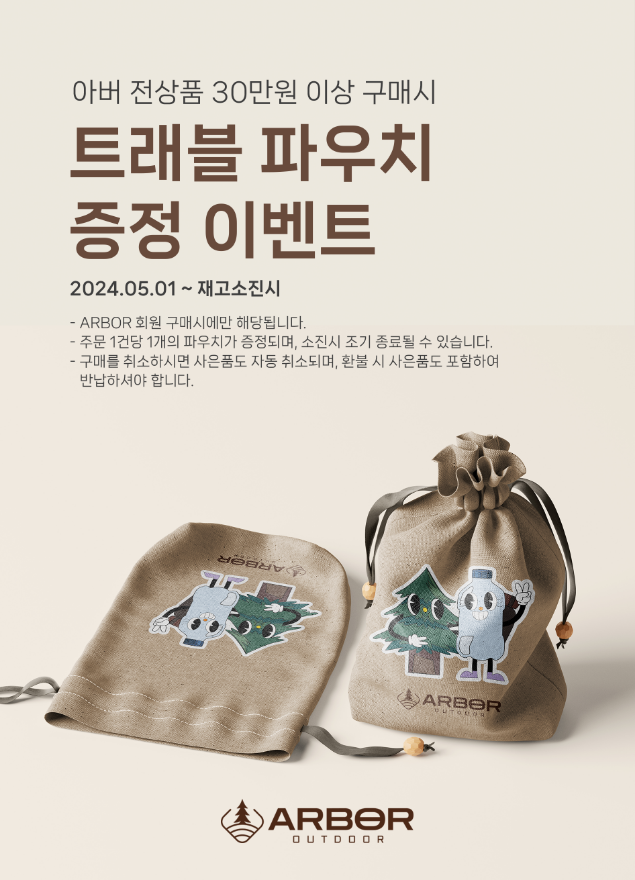 아버 전상품 30만원 이상 구매시
트래블 파우치
증정 이벤트
2024.05.01 ~ 재고소진시
- ARBOR 회원 구매시에만 해당됩니다.
- 주문 1건당 1개의 파우치가 증정되며, 소진시 조기 종료될 수 있습니다.
- 구매를 취소하시면 사은품도 자동 취소되며, 환불 시 사은품도 포함하여
반납하셔야 합니다.
ARBOR
ARBOR
OUTDOOR
ARBOR
OUTDOOR